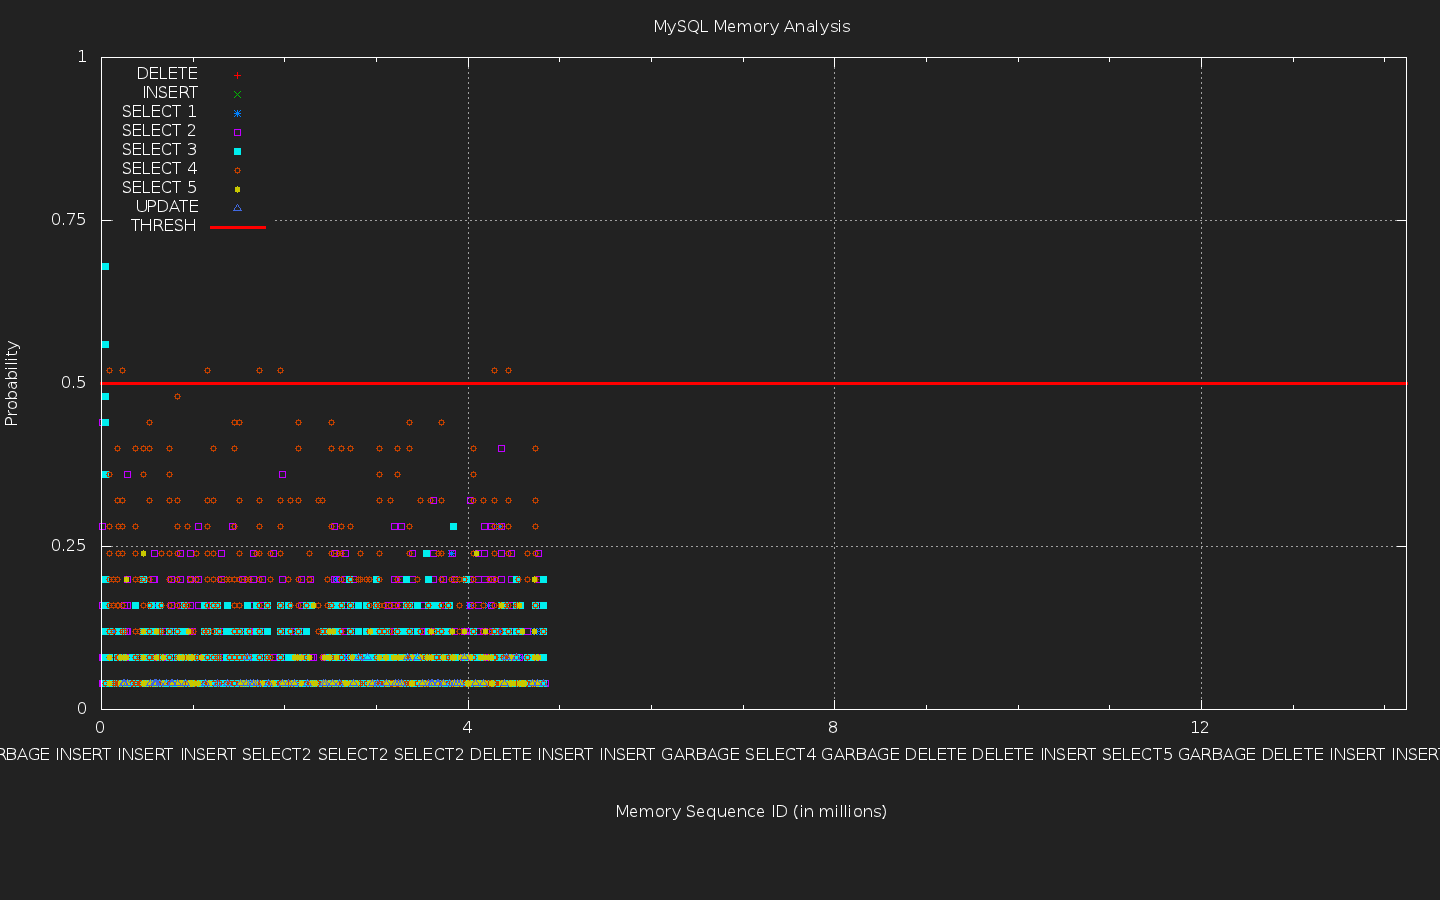 MySQL Memory Analysis
1
DELETE
INSERT
SELECT 1
SELECT 2
SELECT 3
SELECT 4
SELECT 5
UPDATE
THRESH
0.75
0.5
0.25
0
Probability
0 4 8 12
RBAGE INSERT INSERT INSERT SELECT2 SELECT2 SELECT2 DELETE INSERT INSERT GARBAGE SELECT4 GARBAGE DELETE DELETE INSERT SELECT5 GARBAGE DELETE INSERT INSERT
Memory Sequence ID (in millions)